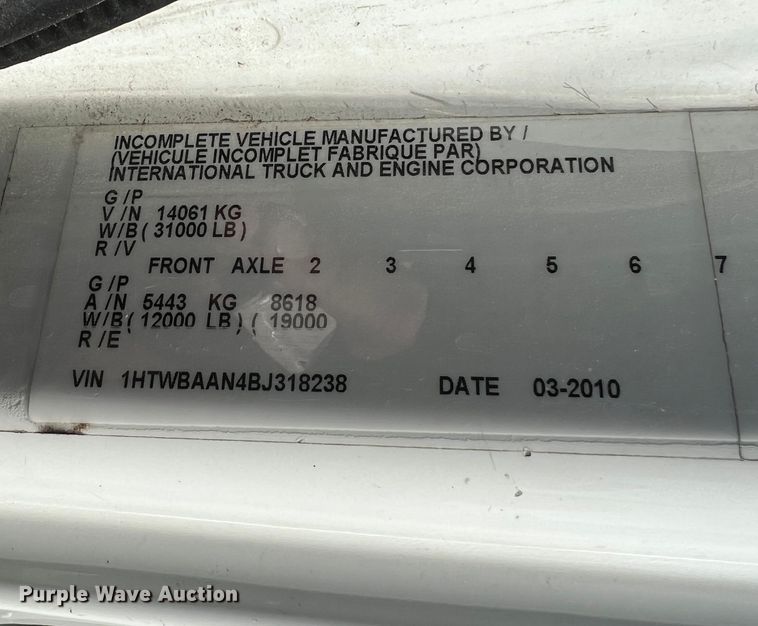 INCOMPLETE VEHICLE MANUFACTURED BY /
(VEHICULE INCOMPLET FABRIQUE PAR)
INTERNATIONAL TRUCK AND ENGINE CORPORATION
G /P
V /N 14061 KG
W/B ( 31000 LB )
R /V
FRONT AXLE 2 3 4 5 6 7
G /P
A /N 5443 KG 8618
W/B ( 12000 LB ) ( 19000
R /E
VIN 1HTWBAAN4BJ318238 DATE 03-2010
Purple Wave Auction